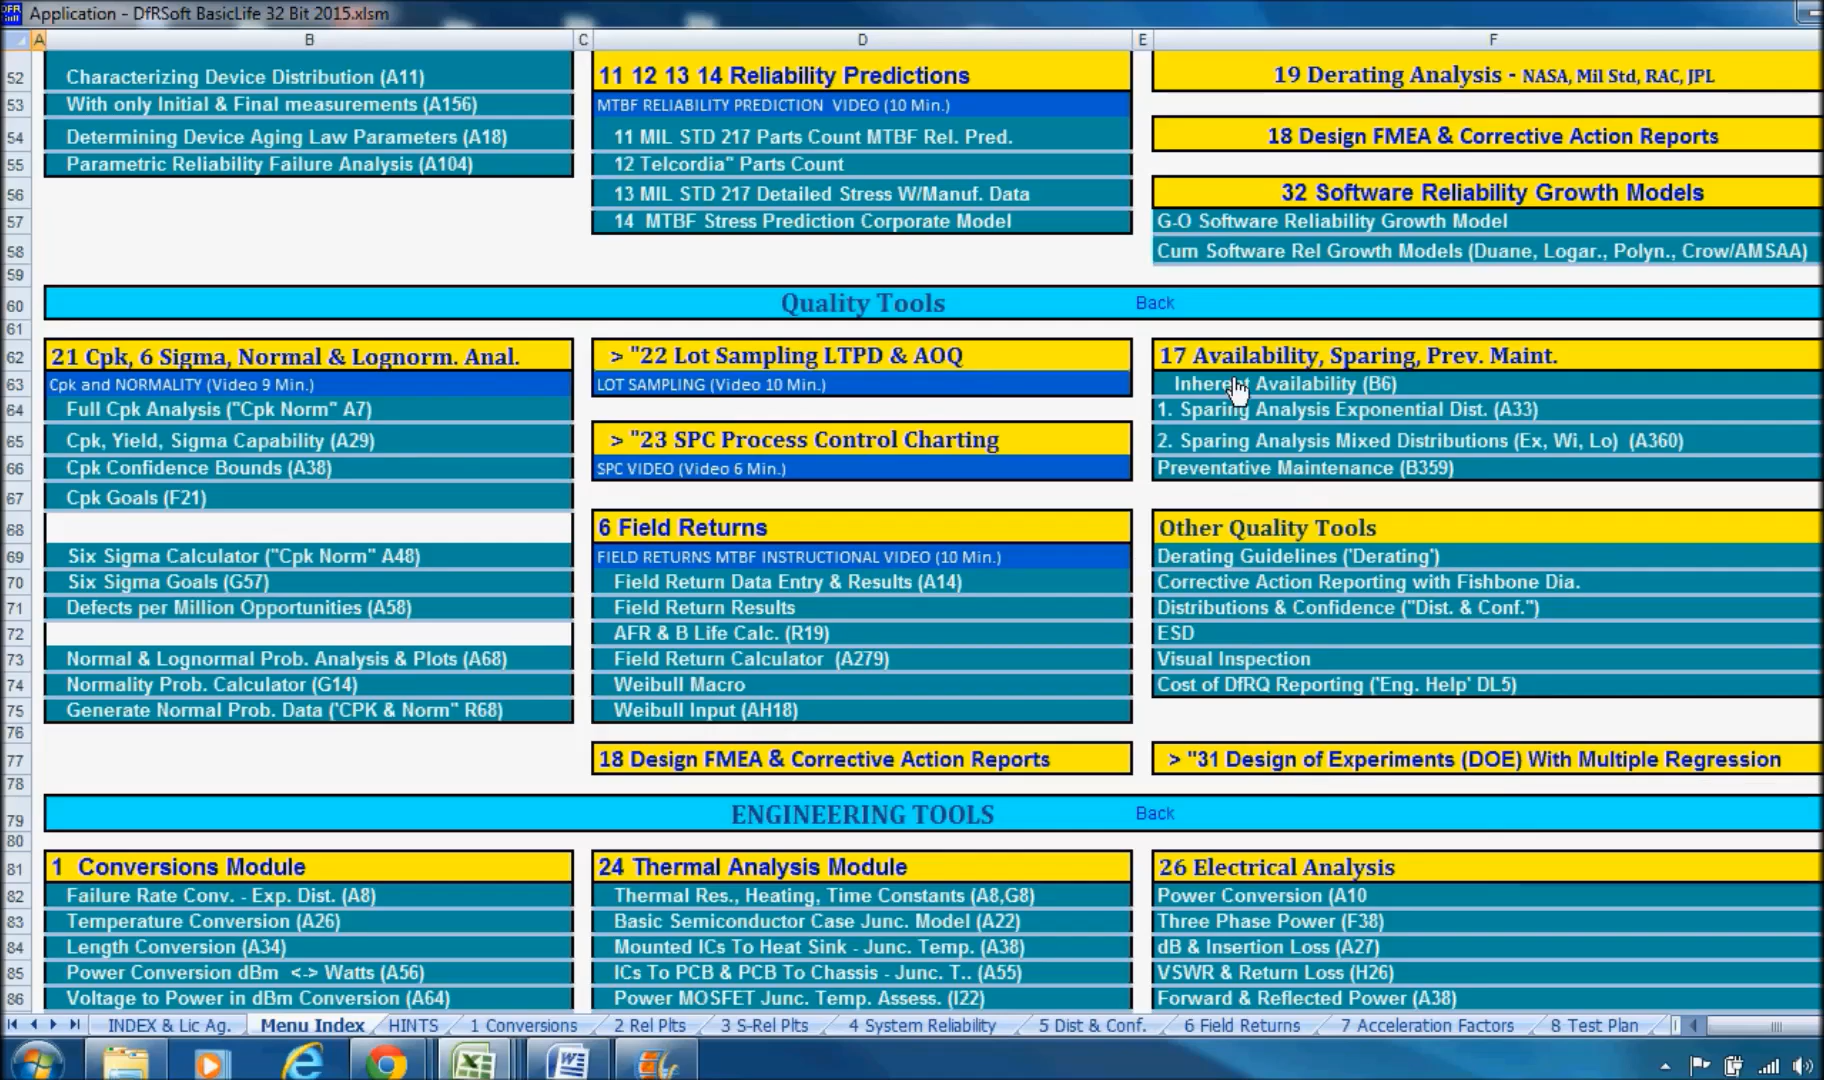 DfR
Soft
Application - DfRSoft BasicLife 32 Bit 2015.xlsm
A B C D E F
52
53
54
55
56
57
58
59
60
61
62
63
64
65
66
67
68
69
70
71
72
73
74
75
76
77
78
79
80
81
82
83
84
85
86
Characterizing Device Distribution (A11)
With only Initial & Final measurements (A156)
Determining Device Aging Law Parameters (A18)
Parametric Reliability Failure Analysis (A104)
11 12 13 14 Reliability Predictions
MTBF RELIABILITY PREDICTION VIDEO (10 Min.)
11 MIL STD 217 Parts Count MTBF Rel. Pred.
12 Telcordia" Parts Count
13 MIL STD 217 Detailed Stress W/Manuf. Data
14 MTBF Stress Prediction Corporate Model
19 Derating Analysis - NASA, Mil Std, RAC, JPL
18 Design FMEA & Corrective Action Reports
32 Software Reliability Growth Models
G-O Software Reliability Growth Model
Cum Software Rel Growth Models (Duane, Logar., Polyn., Crow/AMSAA)
Quality Tools Back
21 Cpk, 6 Sigma, Normal & Lognorm. Anal.
Cpk and NORMALITY (Video 9 Min.)
Full Cpk Analysis ("Cpk Norm" A7)
Cpk, Yield, Sigma Capability (A29)
Cpk Confidence Bounds (A38)
Cpk Goals (F21)
Six Sigma Calculator ("Cpk Norm" A48)
Six Sigma Goals (G57)
Defects per Million Opportunities (A58)
Normal & Lognormal Prob. Analysis & Plots (A68)
Normality Prob. Calculator (G14)
Generate Normal Prob. Data ('CPK & Norm" R68)
> "22 Lot Sampling LTPD & AOQ
LOT SAMPLING (Video 10 Min.)
> "23 SPC Process Control Charting
SPC VIDEO (Video 6 Min.)
6 Field Returns
FIELD RETURNS MTBF INSTRUCTIONAL VIDEO (10 Min.)
Field Return Data Entry & Results (A14)
Field Return Results
AFR & B Life Calc. (R19)
Field Return Calculator (A279)
Weibull Macro
Weibull Input (AH18)
18 Design FMEA & Corrective Action Reports
17 Availability, Sparing, Prev. Maint.
Inherent Availability (B6)
1. Sparing Analysis Exponential Dist. (A33)
2. Sparing Analysis Mixed Distributions (Ex, Wi, Lo) (A360)
Preventative Maintenance (B359)
Other Quality Tools
Derating Guidelines ('Derating')
Corrective Action Reporting with Fishbone Dia.
Distributions & Confidence ("Dist. & Conf.")
ESD
Visual Inspection
Cost of DfRQ Reporting ('Eng. Help' DL5)
> "31 Design of Experiments (DOE) With Multiple Regression
ENGINEERING TOOLS Back
1 Conversions Module
Failure Rate Conv. - Exp. Dist. (A8)
Temperature Conversion (A26)
Length Conversion (A34)
Power Conversion dBm <-> Watts (A56)
Voltage to Power in dBm Conversion (A64)
24 Thermal Analysis Module
Thermal Res., Heating, Time Constants (A8,G8)
Basic Semiconductor Case Junc. Model (A22)
Mounted ICs To Heat Sink - Junc. Temp. (A38)
ICs To PCB & PCB To Chassis - Junc. T.. (A55)
Power MOSFET Junc. Temp. Assess. (I22)
26 Electrical Analysis
Power Conversion (A10
Three Phase Power (F38)
dB & Insertion Loss (A27)
VSWR & Return Loss (H26)
Forward & Reflected Power (A38)
INDEX & Lic Ag. Menu Index HINTS 1 Conversions 2 Rel Plts 3 S-Rel Plts 4 System Reliability 5 Dist & Conf. 6 Field Returns 7 Acceleration Factors 8 Test Plan